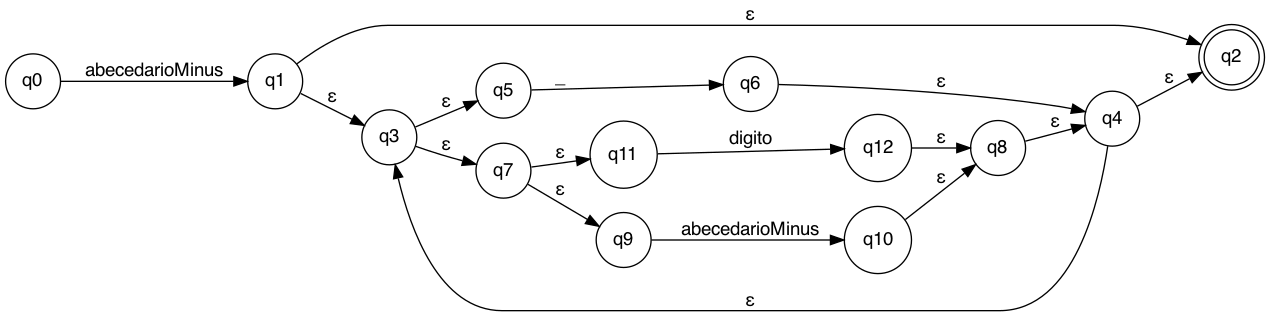 ε
q0
abecedarioMinus
q1
ε
q2
ε
q3
ε
q5
_
q6
ε
q4
ε
ε
q7
ε
q11
digito
q12
ε
q8
ε
ε
q9
abecedarioMinus
q10
ε
ε